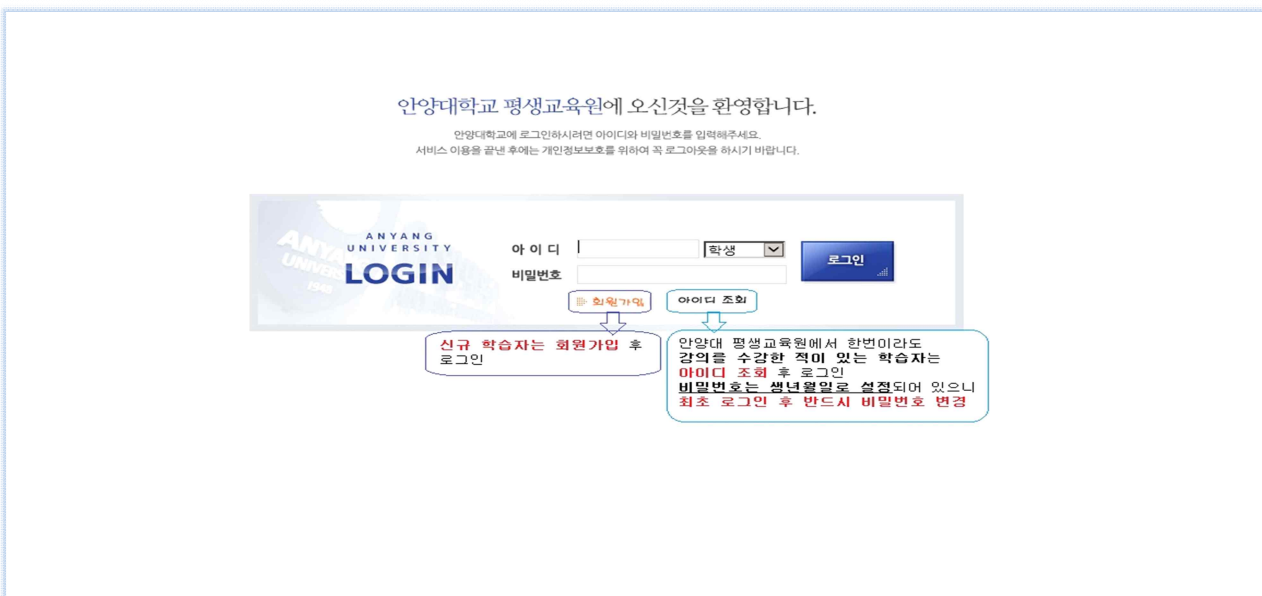 안양대학교 평생교육원에 오신것을 환영합니다.
안양대학교에 로그인하시려면 아이디와 비밀번호를 입력해주세요.
서비스 이용을 끝낸 후에는 개인정보보호를 위하여 꼭 로그아웃을 하시기 바랍니다.
ANYANG
UNIVERSITY
LOGIN
아 이 디
학생
비밀번호
로그인
회원가입
아이디 조회
신규 학습자는 회원가입 후
로그인
안양대 평생교육원에서 한번이라도
강의를 수강한 적이 있는 학습자는
아이디 조회 후 로그인
비밀번호는 생년월일로 설정되어 있으니
최초 로그인 후 반드시 비밀번호 변경